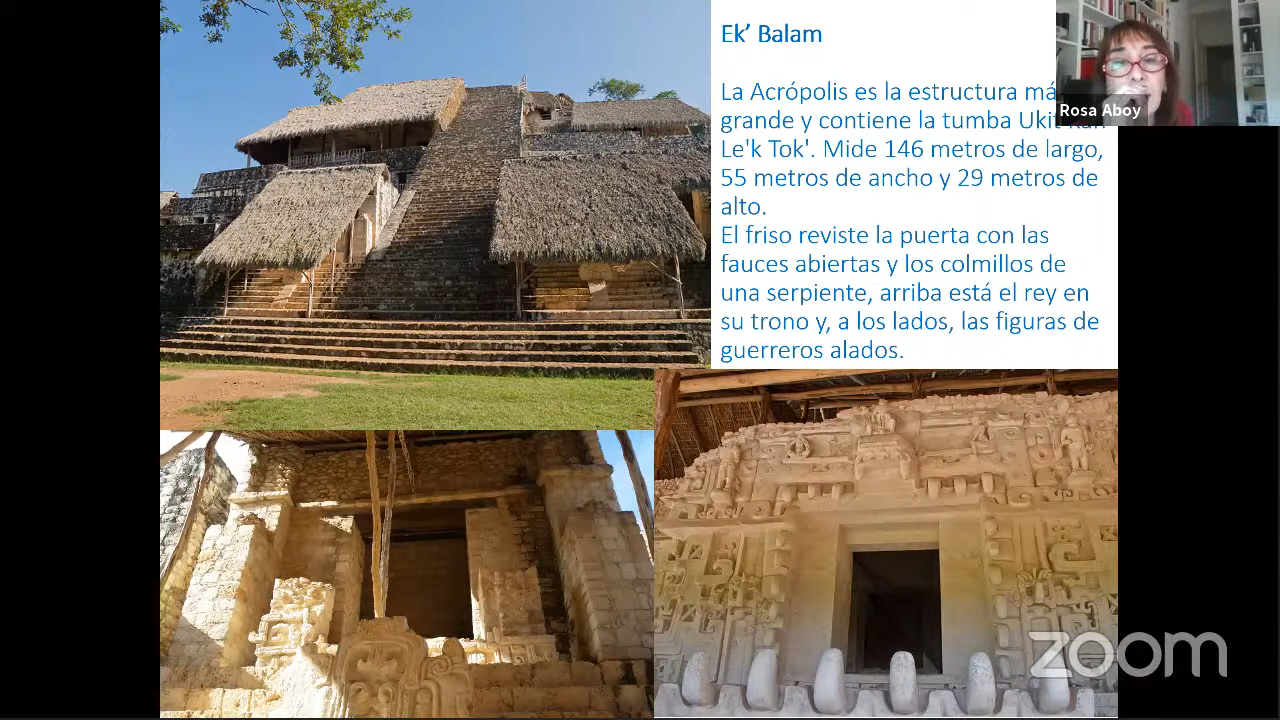 Ek’ Balam
La Acrópolis es la estructura
grande y contiene la tumba
Le'k Tok'. Mide 146 metros de largo,
55 metros de ancho y 29 metros de
alto.
El friso reviste la puerta con las
fauces abiertas y los colmillos de
una serpiente, arriba está el rey en
su trono y, a los lados, las figuras de
guerreros alados.
Rosa Aboy
zoom